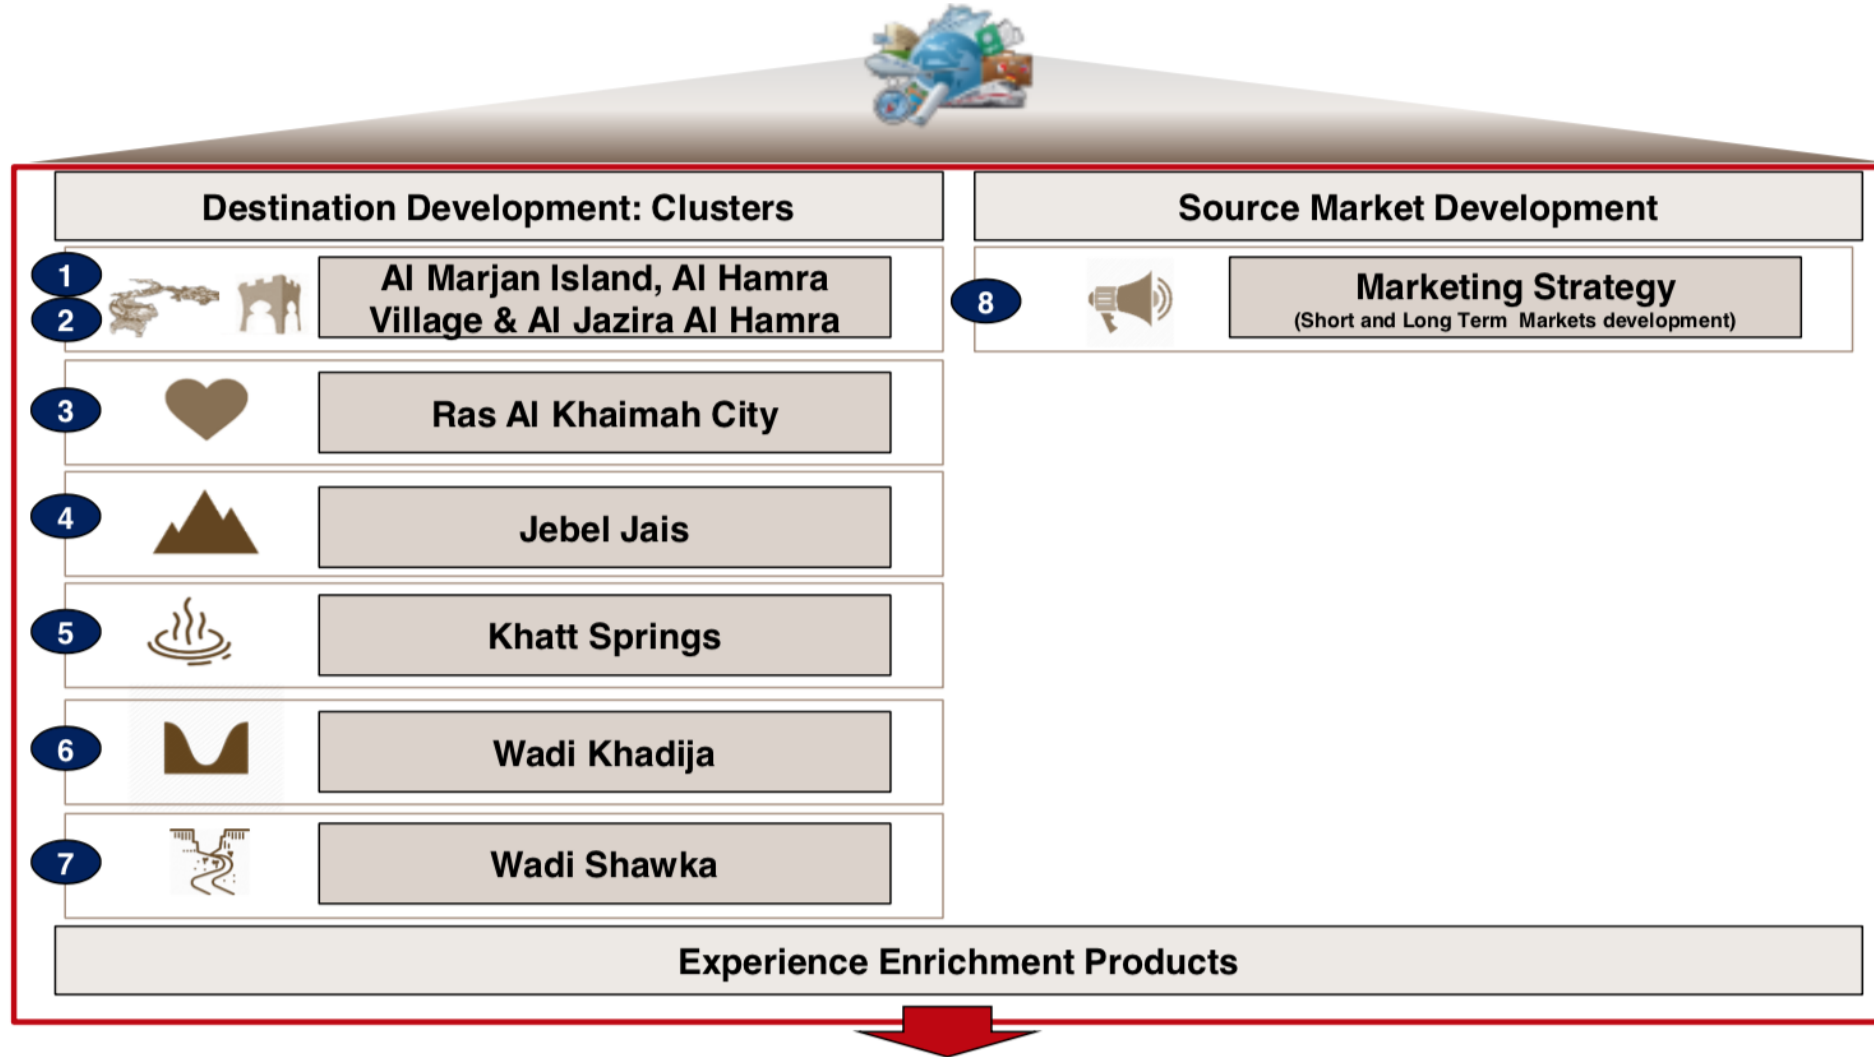 Destination Development: Clusters
1
2
Al Marjan Island, Al Hamra
Village & Al Jazira Al Hamra
3
Ras Al Khaimah City
4
Jebel Jais
5
Khatt Springs
6
Wadi Khadija
7
Wadi Shawka
Source Market Development
8
Marketing Strategy
(Short and Long Term Markets development)
Experience Enrichment Products